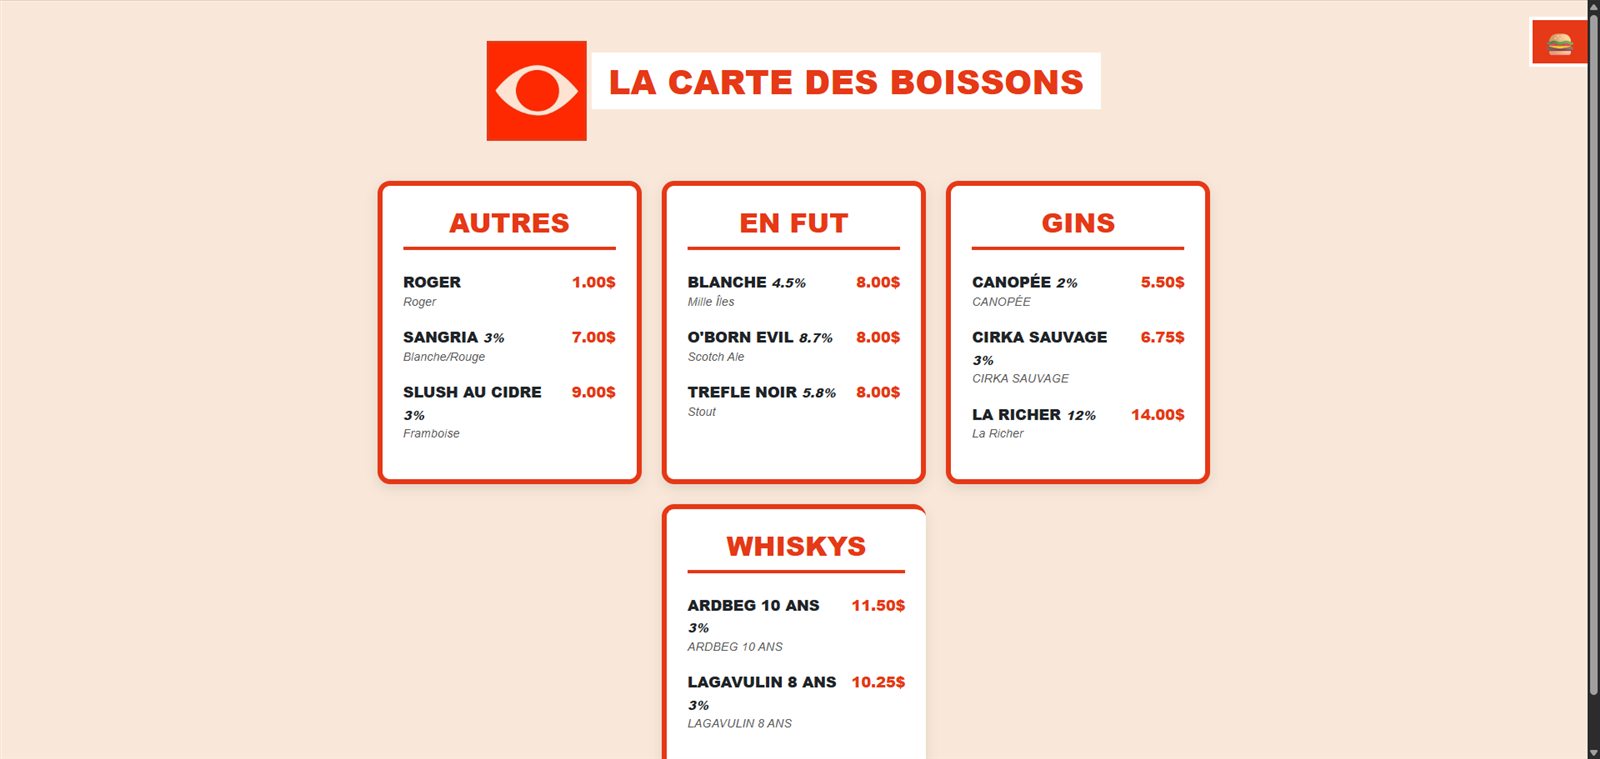 LA CARTE DES BOISSONS
AUTRES
ROGER 1.00$
Roger
SANGRIA 3% 7.00$
Blanche/Rouge
SLUSH AU CIDRE 9.00$
3%
Framboise
EN FUT
BLANCHE 4.5% 8.00$
Mille Îles
O'BORN EVIL 8.7% 8.00$
Scotch Ale
TREFLE NOIR 5.8% 8.00$
Stout
GINS
CANOPÉE 2% 5.50$
CANOPÉE
CIRKA SAUVAGE 6.75$
3%
CIRKA SAUVAGE
LA RICHER 12% 14.00$
La Richer
WHISKYS
ARDBEG 10 ANS 11.50$
3%
ARDBEG 10 ANS
LAGAVULIN 8 ANS 10.25$
3%
LAGAVULIN 8 ANS